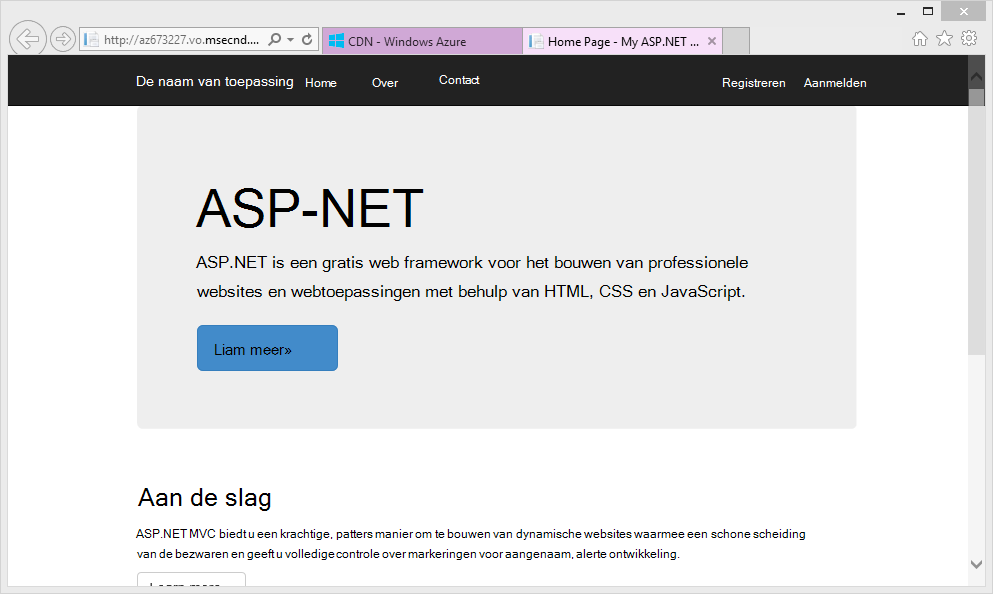 http://az673227.vo.msecnd....
CDN - Windows Azure
Home Page - My ASP.NET ...
De naam van toepassing Home Over Contact Registreren Aanmelden
ASP-NET
ASP.NET is een gratis web framework voor het bouwen van professionele
websites en webtoepassingen met behulp van HTML, CSS en JavaScript.
Liam meer»
Aan de slag
ASP.NET MVC biedt u een krachtige, patters manier om te bouwen van dynamische websites waarmee een schone scheiding
van de bezwaren en geeft u volledige controle over markeringen voor aangenaam, alerte ontwikkeling.